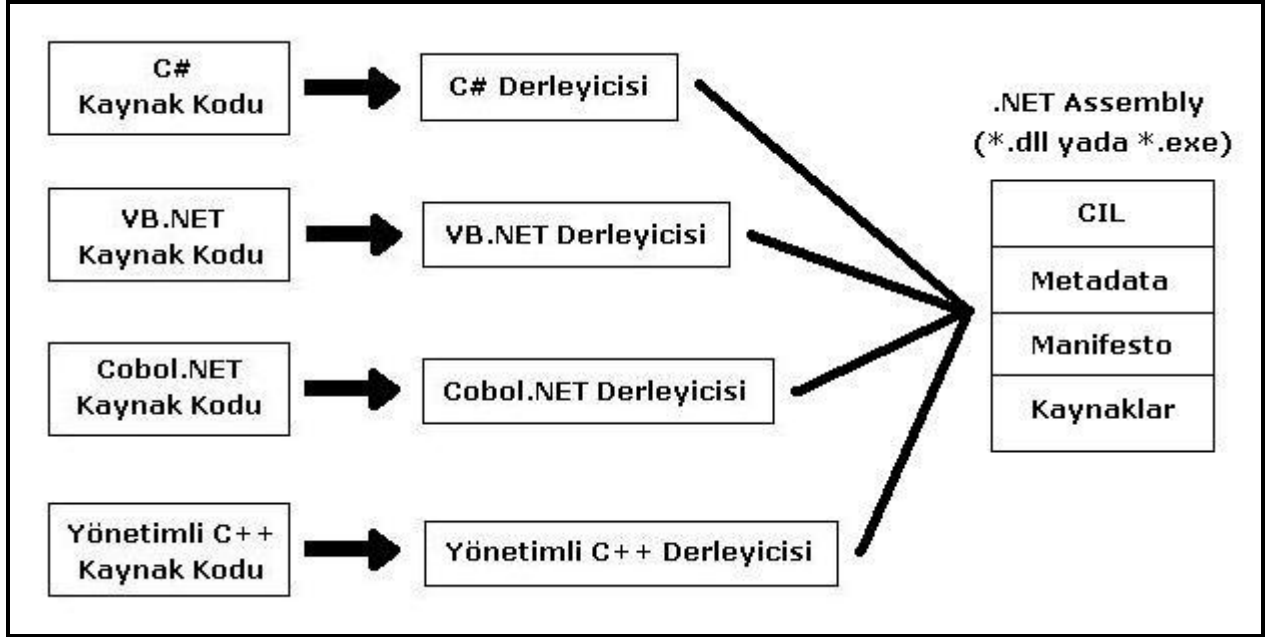 C#
Kaynak Kodu
C# Derleyicisi
.NET Assembly
(*.dll yada *.exe)
CIL
Metadata
Manifesto
Kaynaklar
VB.NET
Kaynak Kodu
VB.NET Derleyicisi
Cobol.NET
Kaynak Kodu
Cobol.NET Derleyicisi
Yönetimli C++
Kaynak Kodu
Yönetimli C++ Derleyicisi